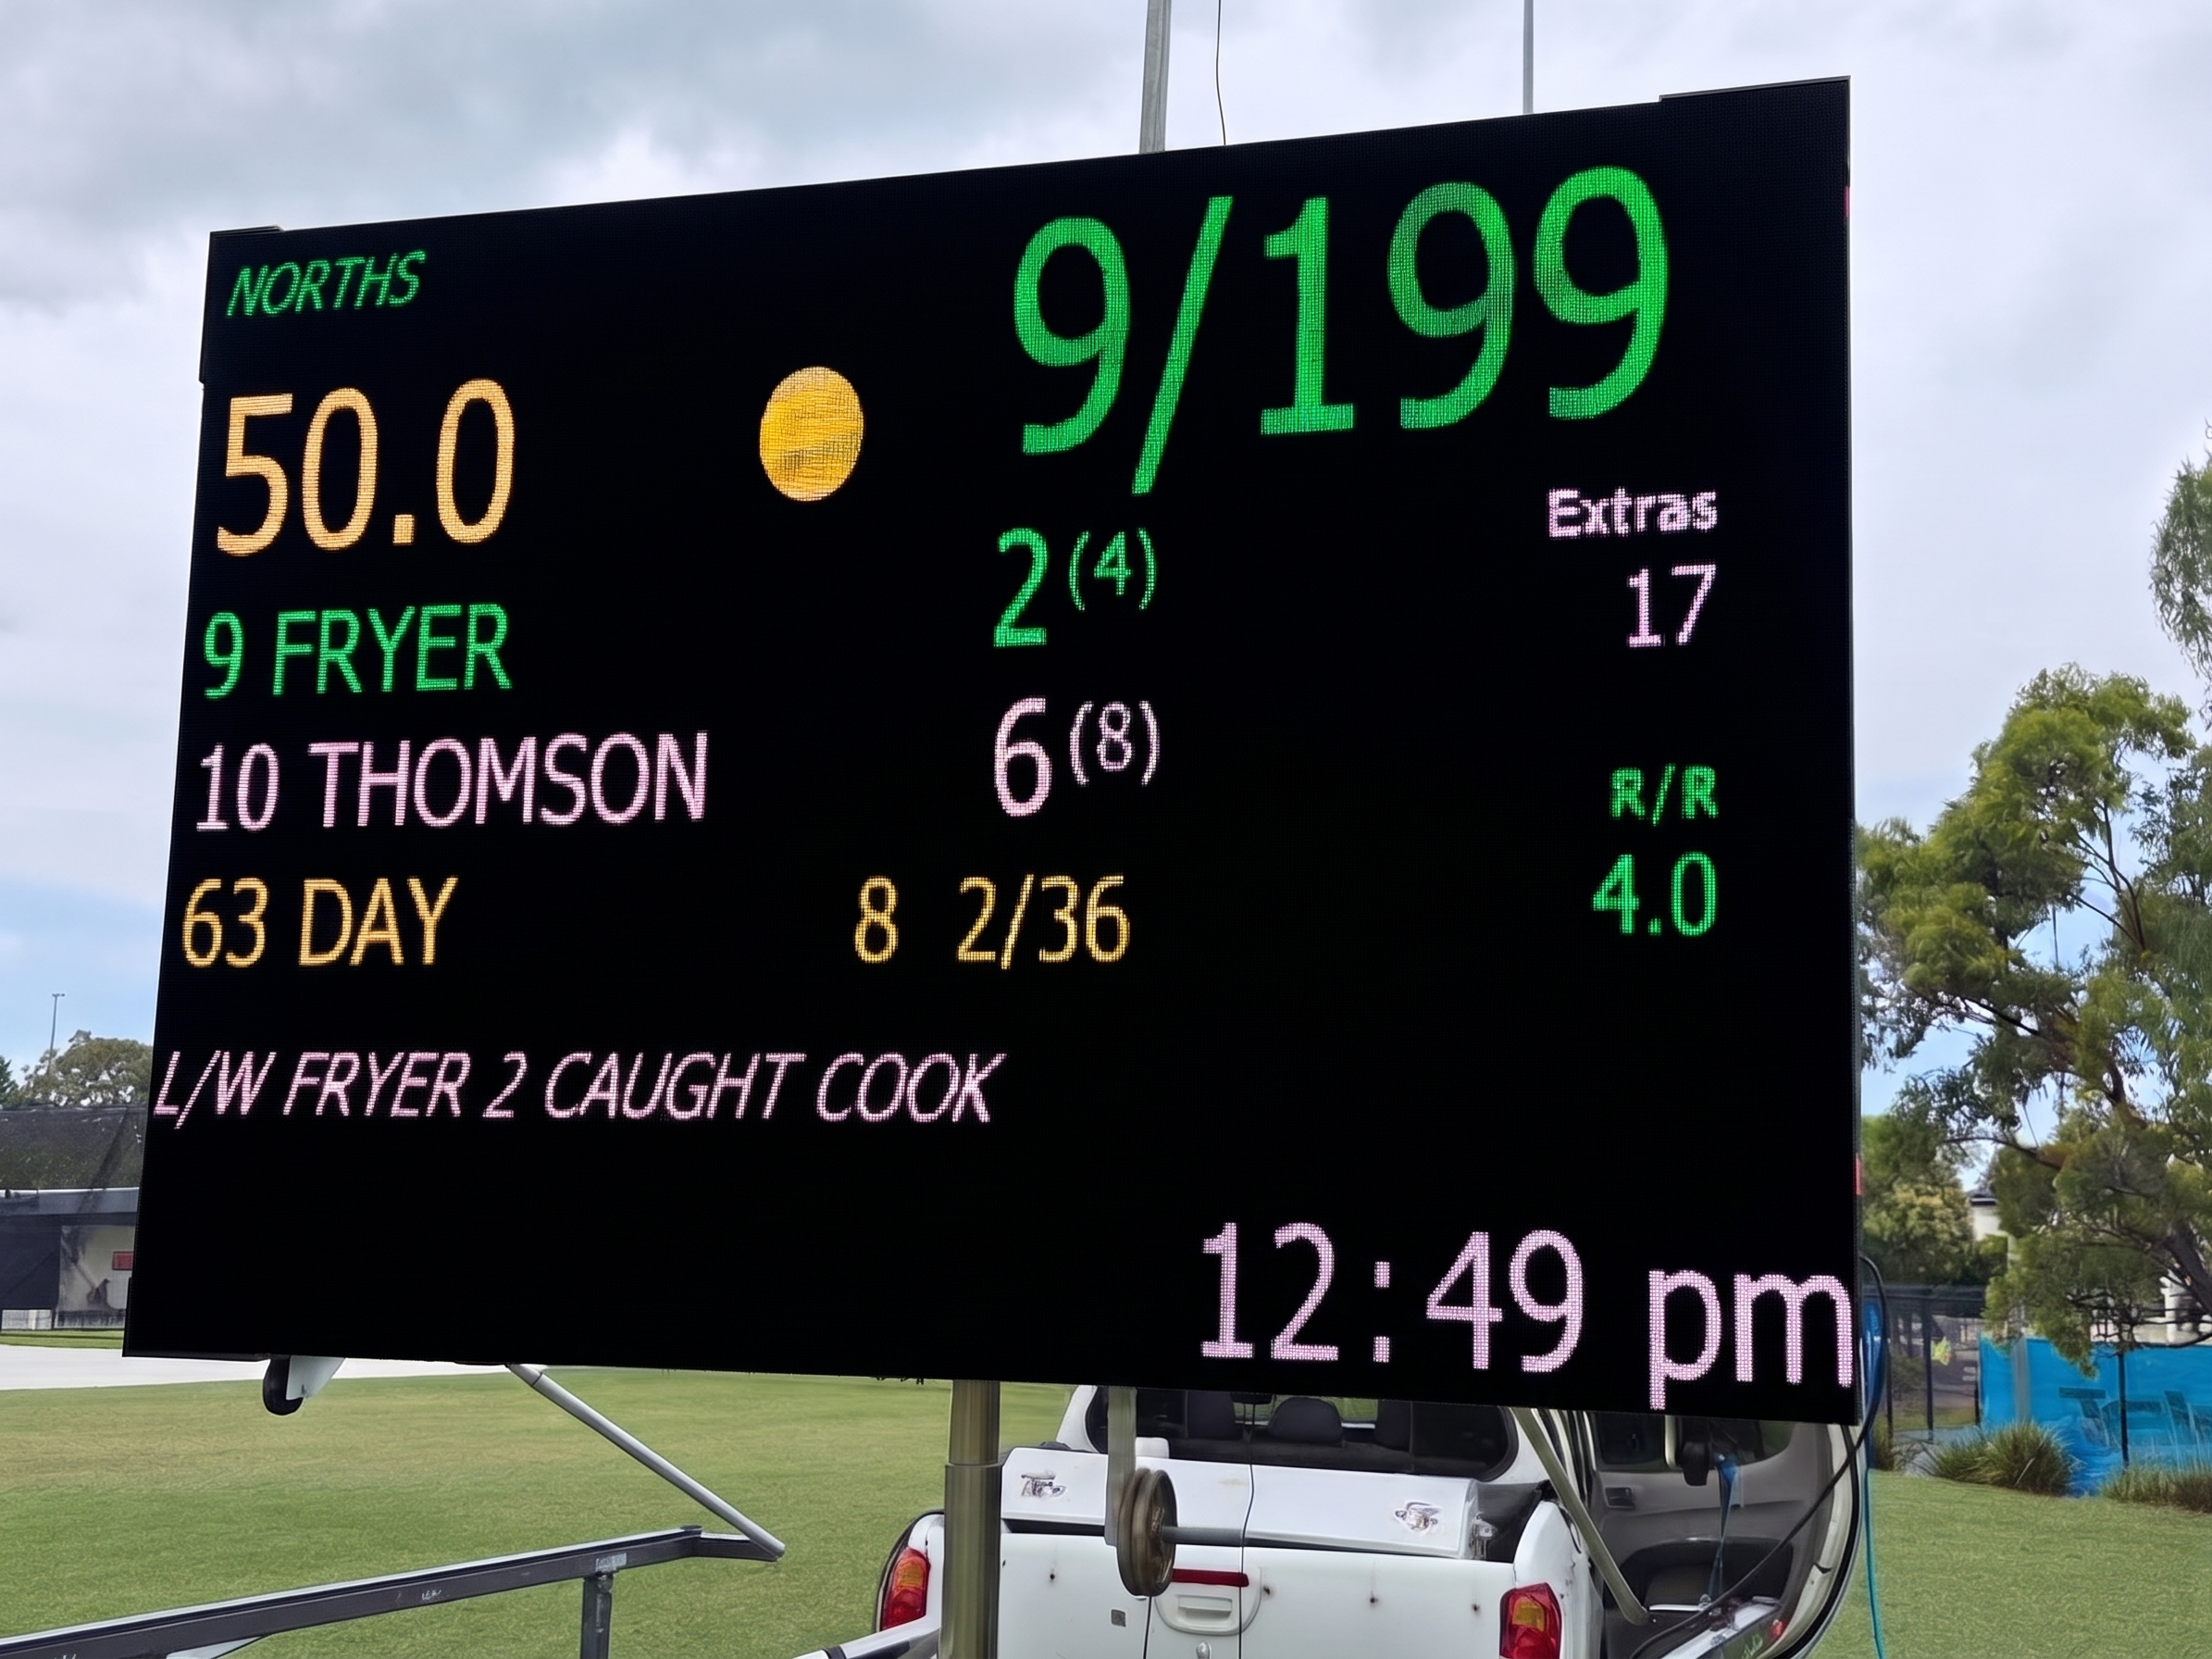 NORTHS
9/199
50.0
Extras
17
9 FRYER 2 (4)
10 THOMSON 6 (8)
R/R
4.0
63 DAY 8 2/36
L/W FRYER 2 CAUGHT COOK
12:49 pm